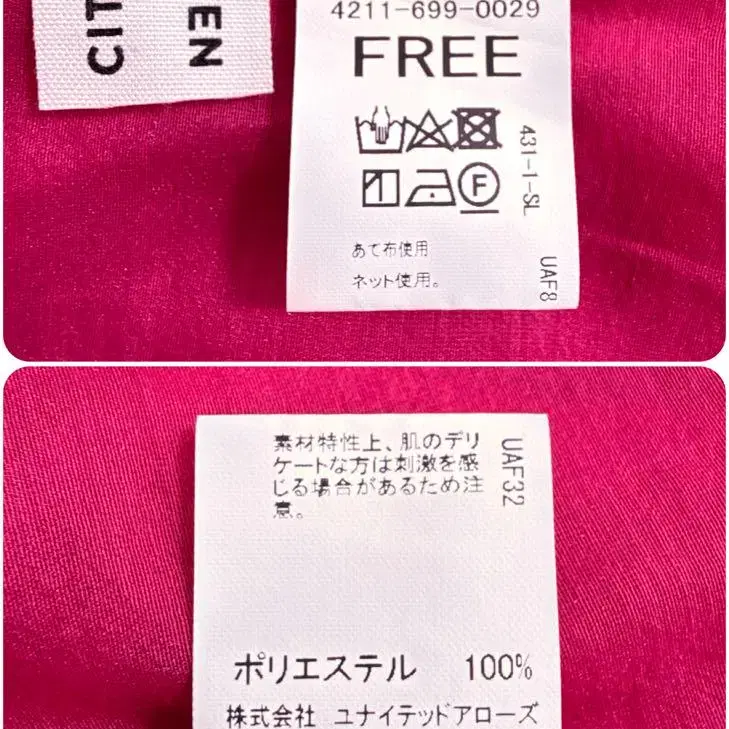 CIT
EN
4211-699-0029
FREE
F
431-1-SL
あて布使用
ネット使用。
UAF8
素材特性上、肌のデリ
ケートな方は刺激を感
じる場合があるため注
意。
UAF32
ポリエステル 100%
株式会社 ユナイテッドアローズ